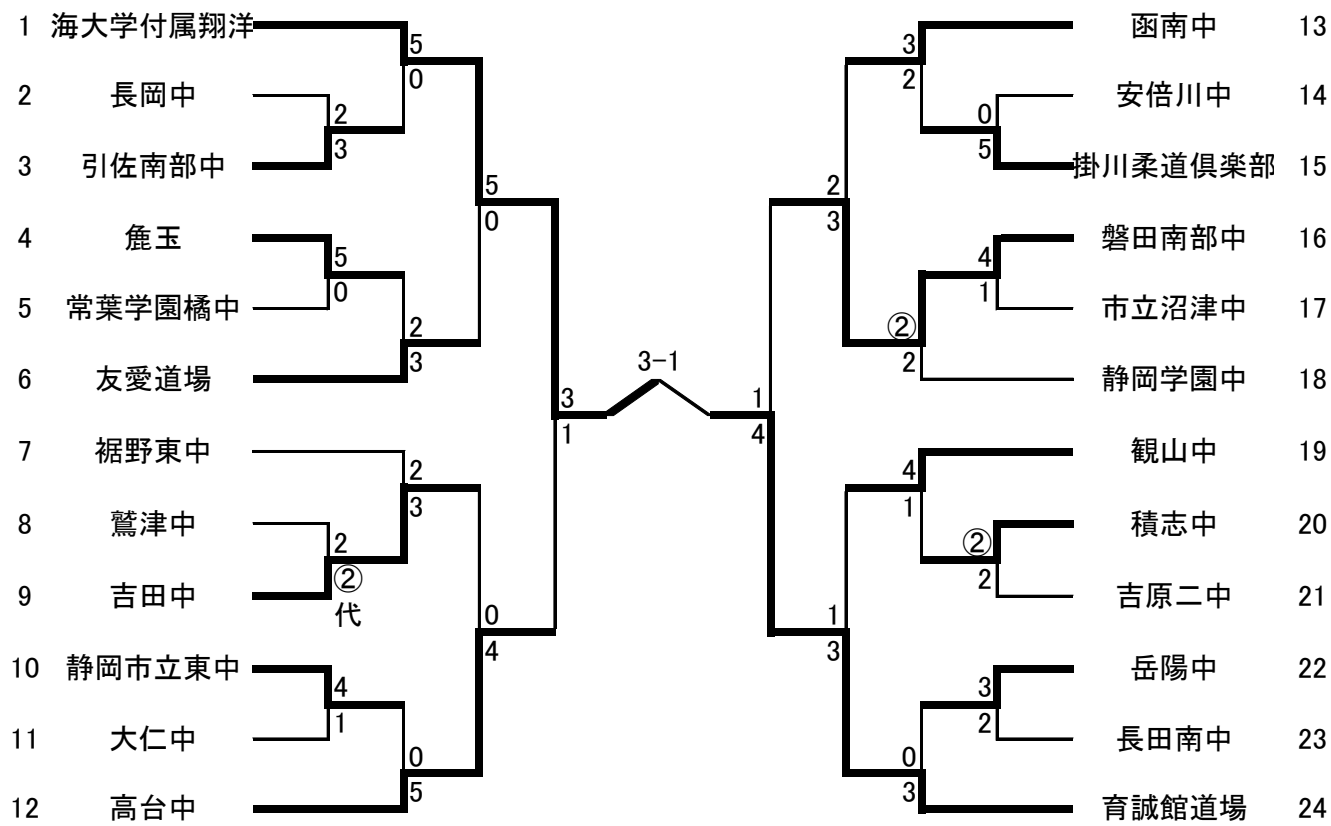 1 海大学付属翔洋 5 3 函南中 13
0 2
2 長岡中 2 0 安倍川中 14
3 5
3 引佐南部中 掛川柔道倶楽部 15
5 2
0 3
4 麁玉 5 4 磐田南部中 16
0 1
5 常葉学園橘中 市立沼津中 17
2 ②
3 2
6 友愛道場 静岡学園中 18
3-1
3 1
1 4
7 裾野東中 2 4 観山中 19
3 1
8 鷲津中 2 ② 積志中 20
② 2
9 吉田中 吉原二中 21
代
0 1
4 3
10 静岡市立東中 4 3 岳陽中 22
1 2
11 大仁中 長田南中 23
0 0
5 3
12 高台中 育誠館道場 24